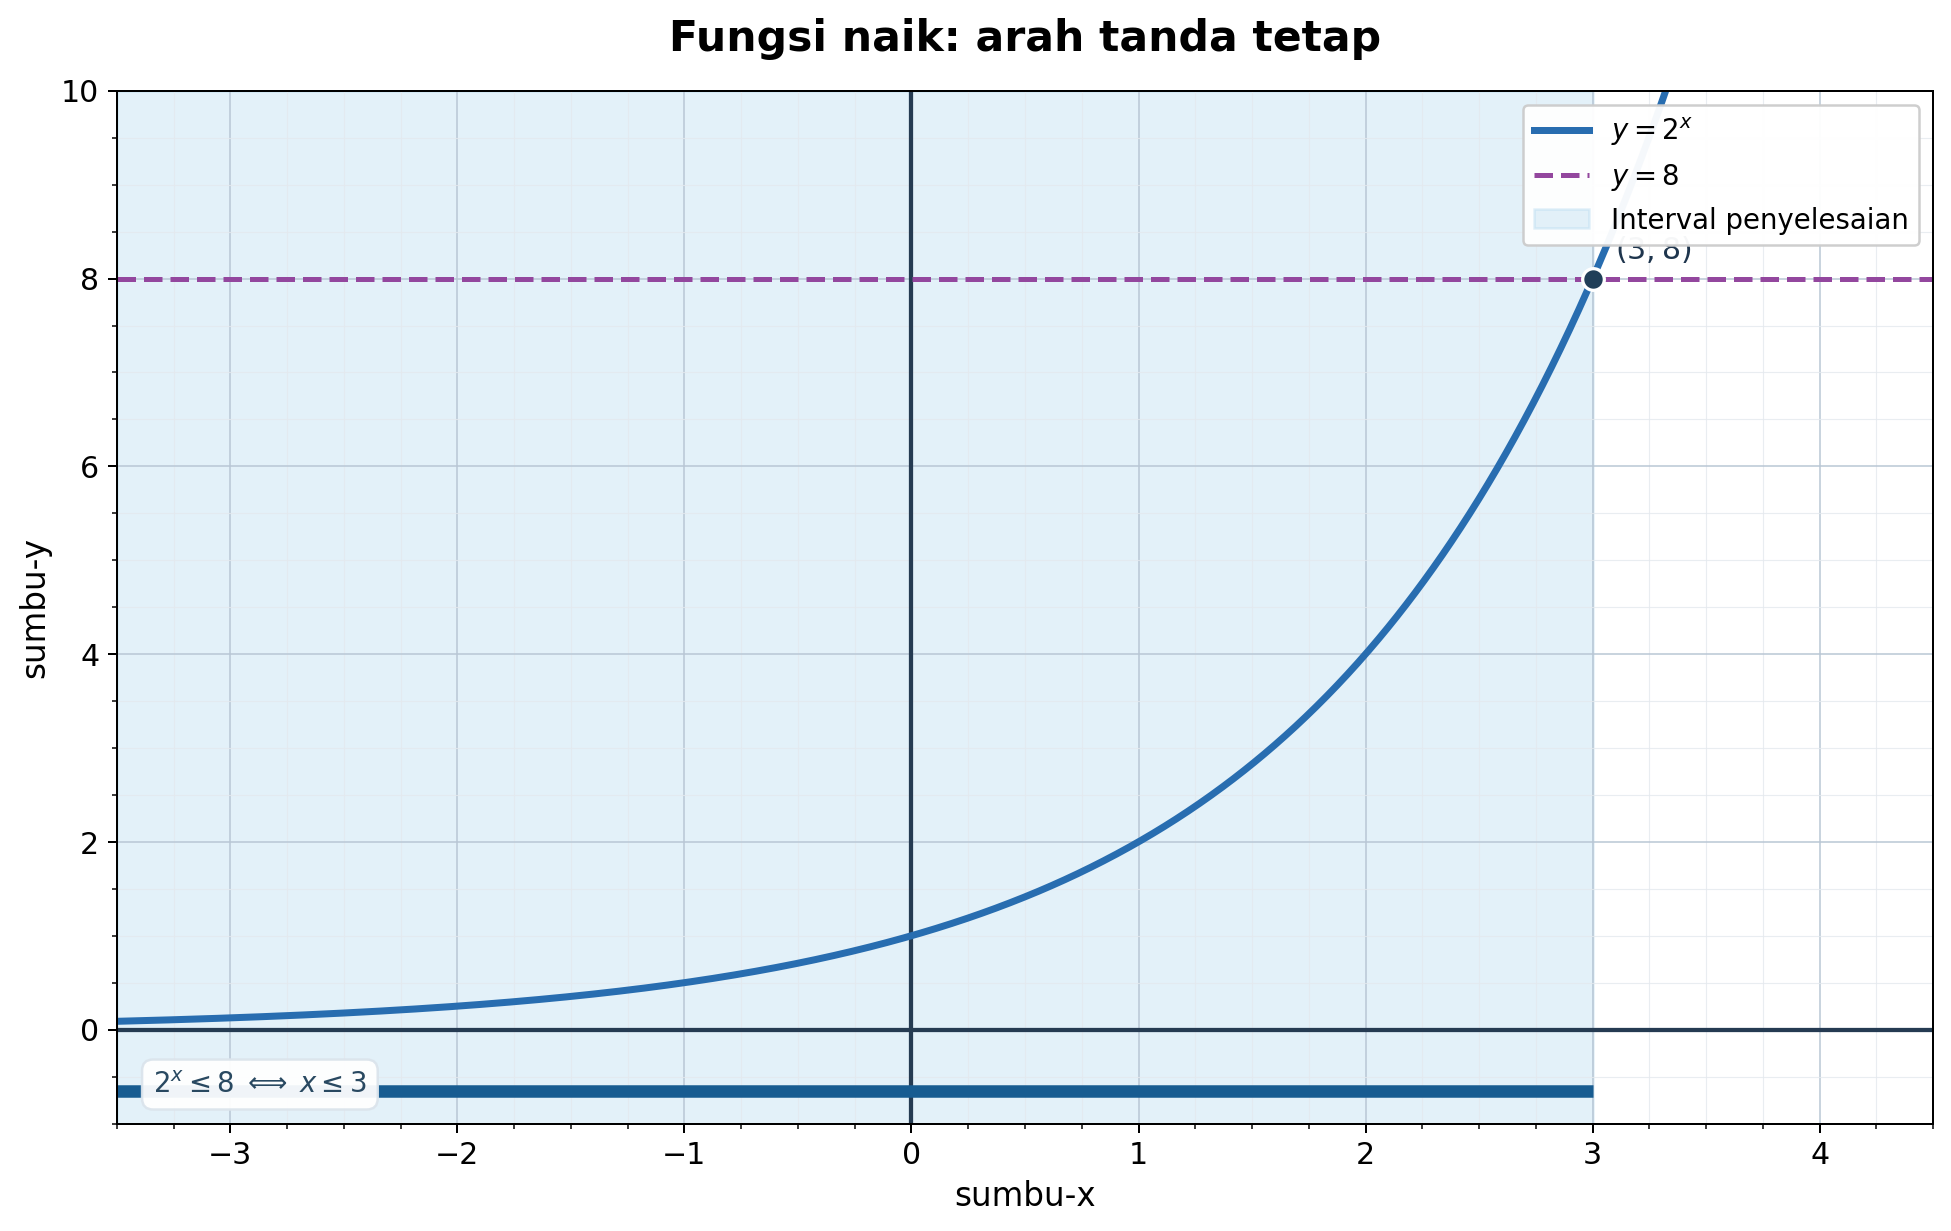 Fungsi naik: arah tanda tetap
10
8
6
4
2
0
sumbu-y
y = 2^x
y = 8
Interval penyelesaian
(3, 8)
2^x ≤ 8 ⟺ x ≤ 3
−3 −2 −1 0 1 2 3 4
sumbu-x